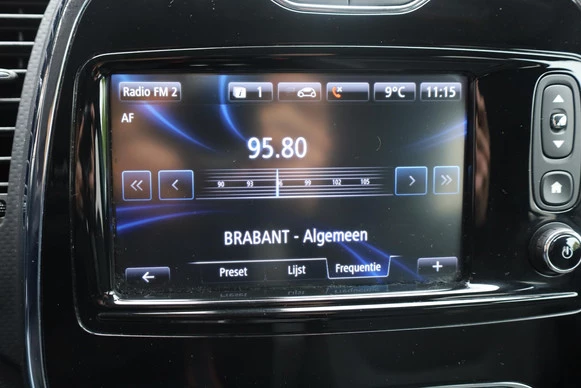 Radio FM 2 1 9°C 11:15
AF
95.80
90 93 96 99 102 105
BRABANT - Algemeen
Preset Lijst Frequentie +